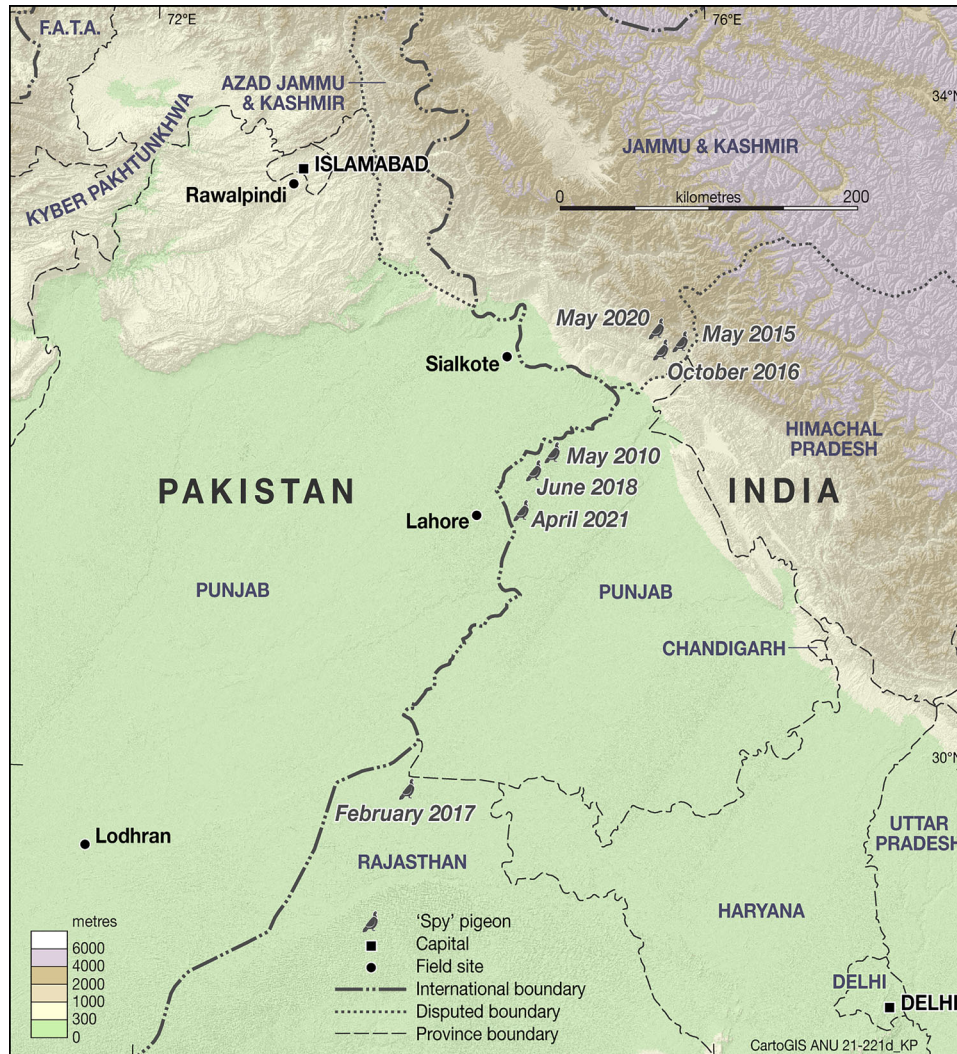 72°E
76°E
F.A.T.A.
AZAD JAMMU
& KASHMIR
34°N
KYBER PAKHTUNKHWA
ISLAMABAD
Rawalpindi
JAMMU & KASHMIR
0 kilometres 200
May 2020
May 2015
October 2016
Sialkote
HIMACHAL
PRADESH
May 2010
June 2018
PAKISTAN
INDIA
Lahore
April 2021
PUNJAB
PUNJAB
CHANDIGARH
30°N
February 2017
Lodhran
UTTAR
PRADESH
RAJASTHAN
HARYANA
metres
6000
4000
2000
1000
300
0
'Spy' pigeon
Capital
Field site
International boundary
Disputed boundary
Province boundary
DELHI
DELHI
CartoGIS ANU 21-221d_KP